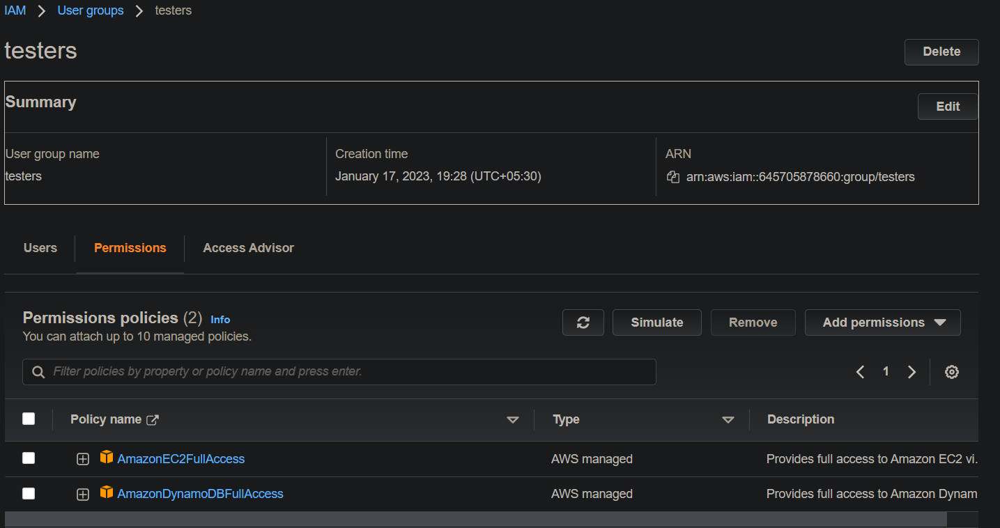 IAM > User groups > testers
testers
Delete
Summary
Edit
User group name
Creation time
ARN
testers
January 17, 2023, 19:28 (UTC+05:30)
arn:aws:iam::645705878660:group/testers
Users
Permissions
Access Advisor
Permissions policies (2) Info
You can attach up to 10 managed policies.
Simulate
Remove
Add permissions
Filter policies by property or policy name and press enter.
1
Policy name
Type
Description
AmazonEC2FullAccess
AWS managed
Provides full access to Amazon EC2 vi.
AmazonDynamoDBFullAccess
AWS managed
Provides full access to Amazon Dynam